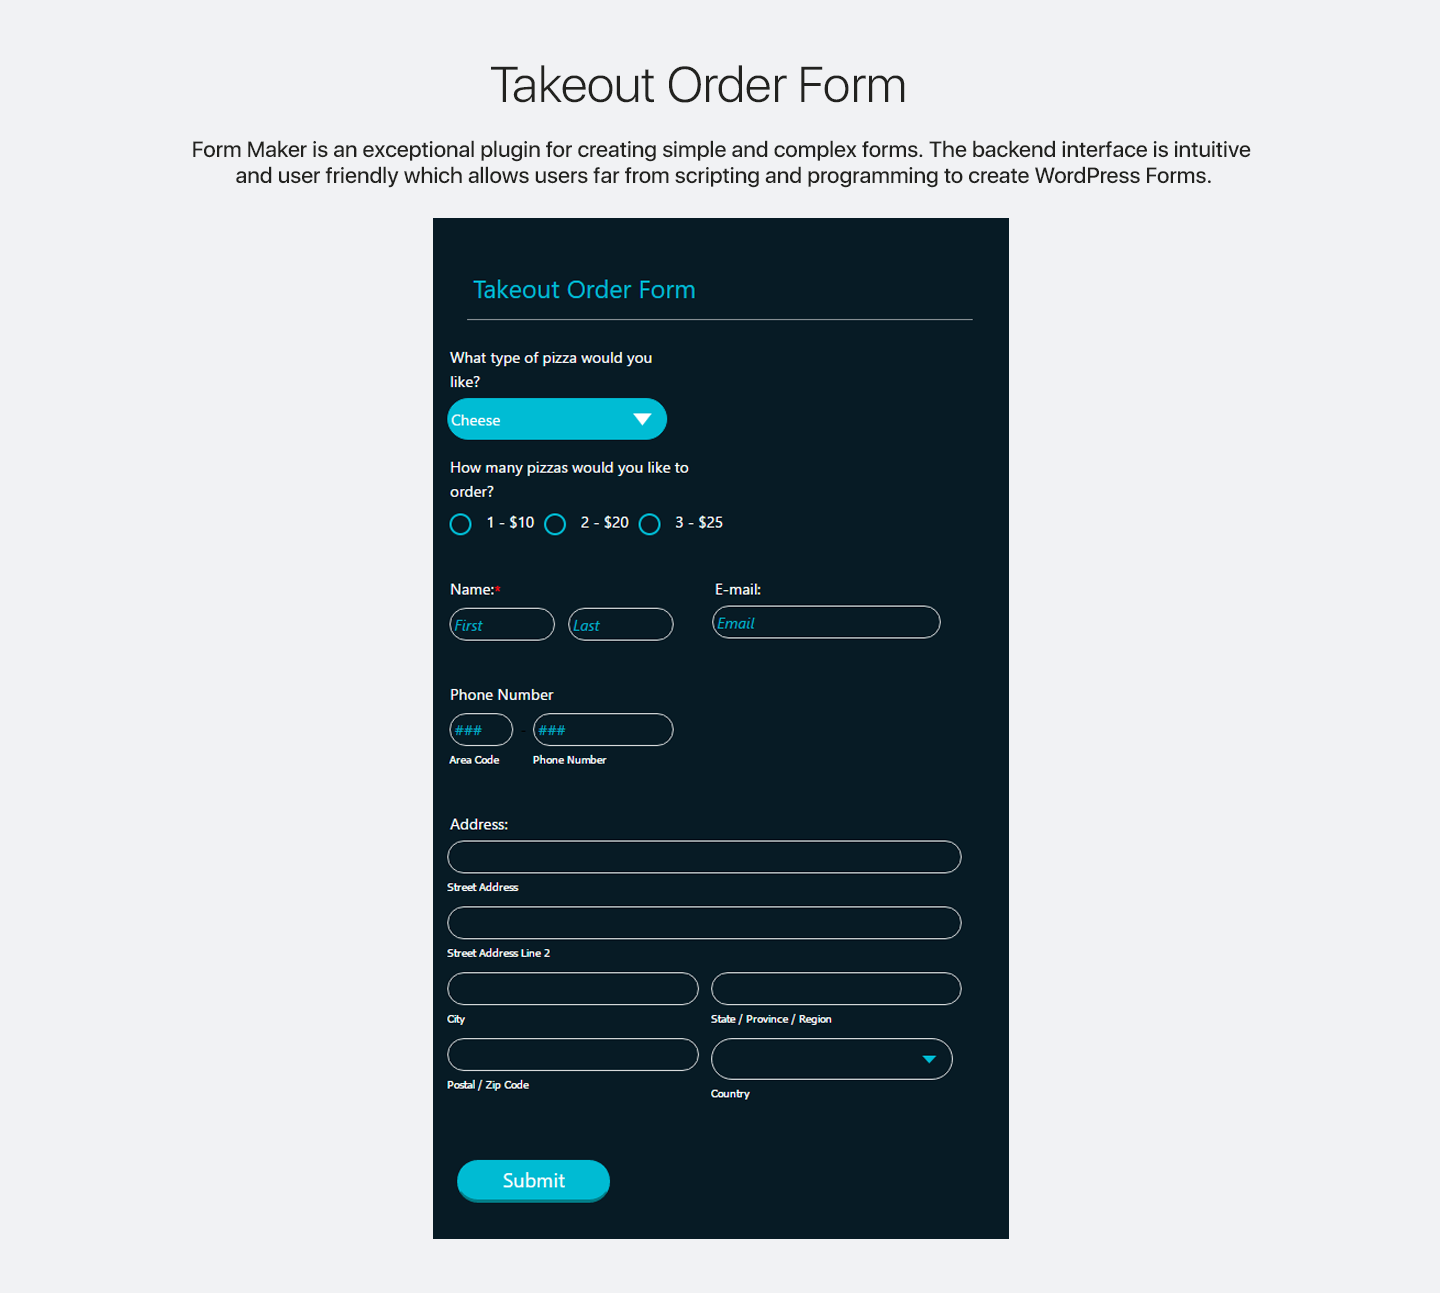 Takeout Order Form
Form Maker is an exceptional plugin for creating simple and complex forms. The backend interface is intuitive
and user friendly which allows users far from scripting and programming to create WordPress Forms.
Takeout Order Form
What type of pizza would you
like?
Cheese
How many pizzas would you like to
order?
1 - $10 2 - $20 3 - $25
Name:* E-mail:
First Last Email
Phone Number
### - ###
Area Code Phone Number
Address:
Street Address
Street Address Line 2
City State / Province / Region
Postal / Zip Code
Country
Submit